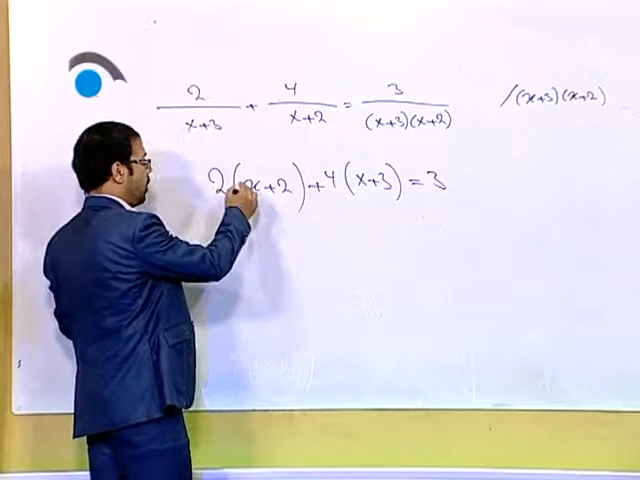 2/(x+3) + 4/(x+2) = 3/((x+3)(x+2)) /(x+3)(x+2)
2(x+2)+4(x+3)=3